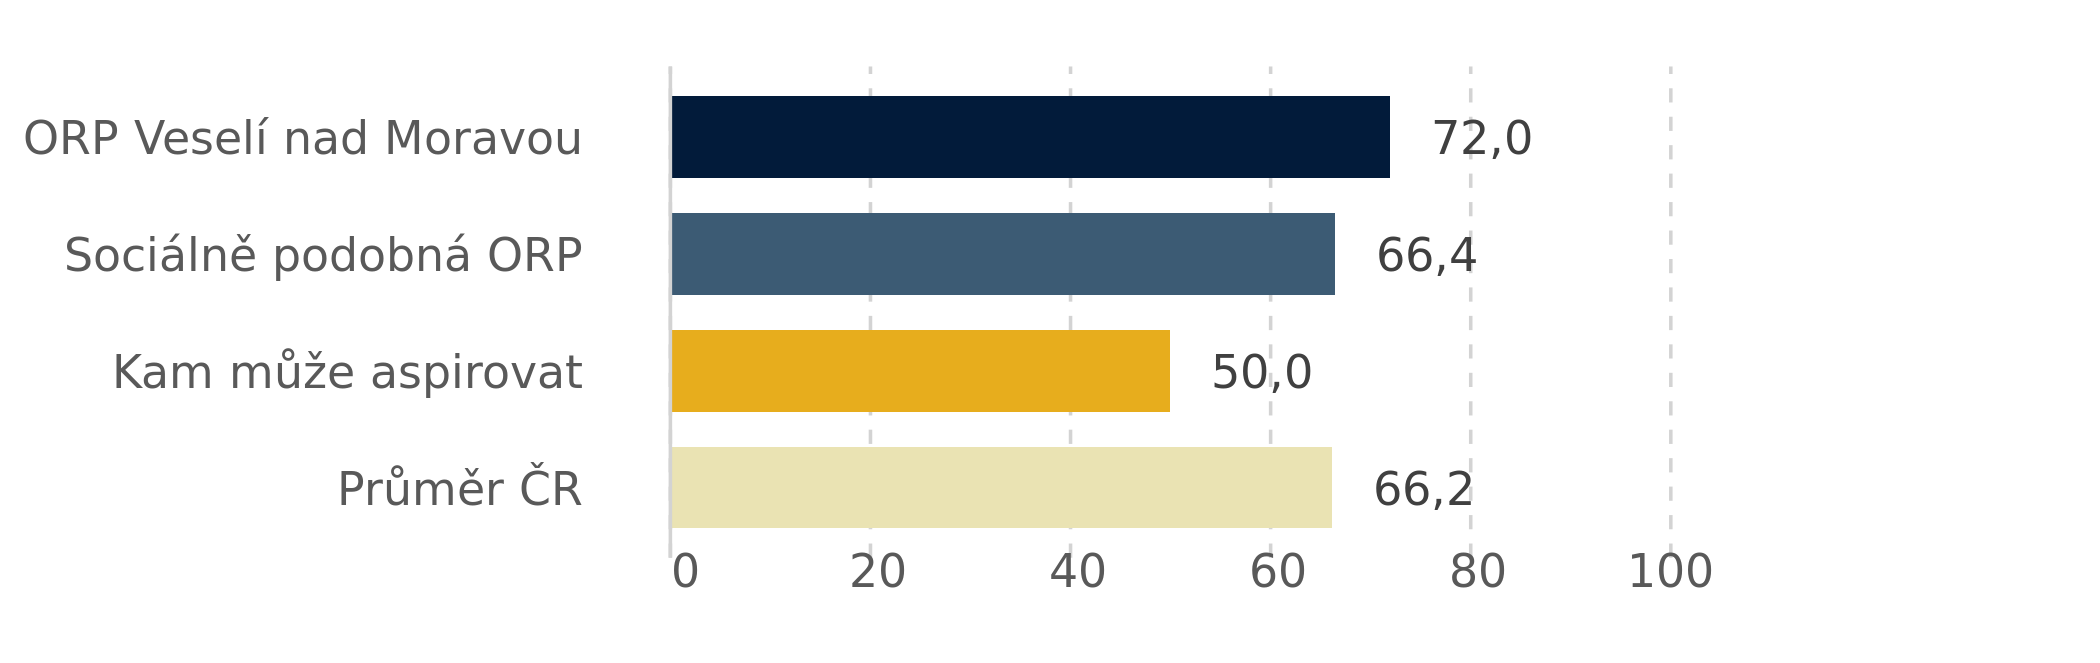 ORP Veselí nad Moravou 72,0
Sociálně podobná ORP 66,4
Kam může aspirovat 50,0
Průměr ČR 66,2
0 20 40 60 80 100